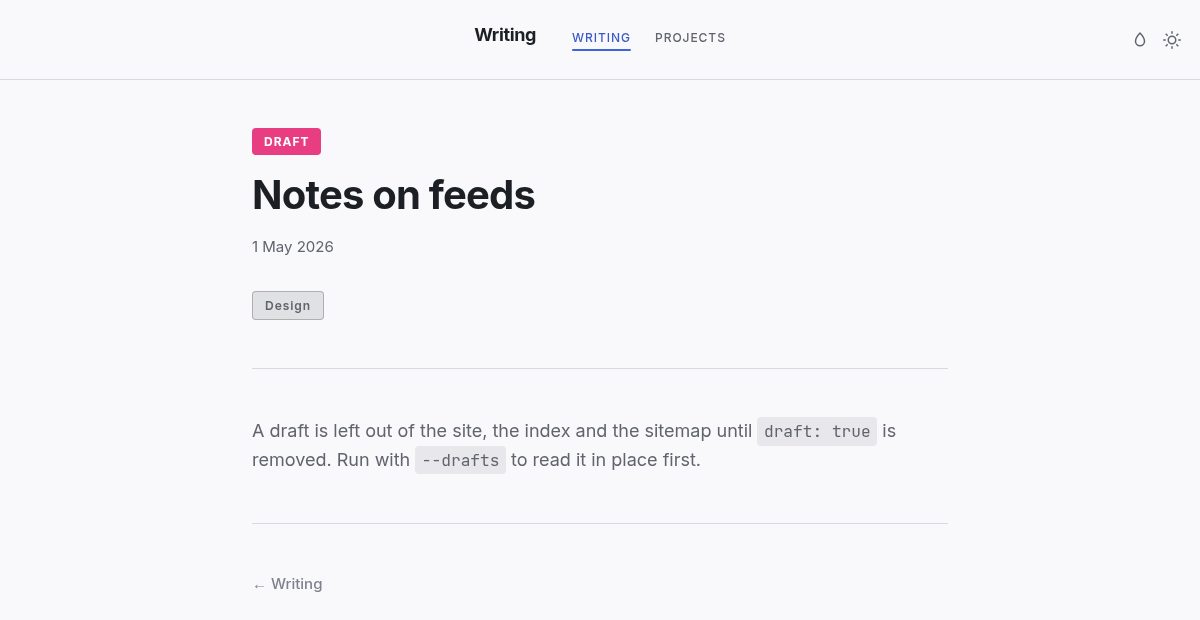 Writing WRITING PROJECTS
DRAFT
Notes on feeds
1 May 2026
Design
A draft is left out of the site, the index and the sitemap until draft: true is
removed. Run with --drafts to read it in place first.
← Writing